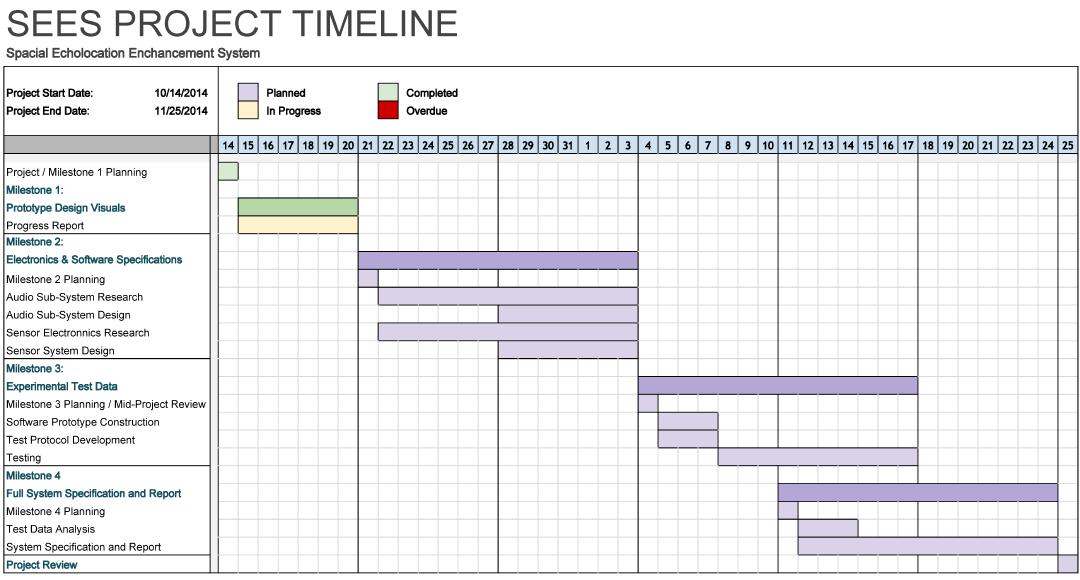 SEES PROJECT TIMELINE
Spacial Echolocation Enchancement System
Project Start Date: 10/14/2014 Planned Completed
Project End Date: 11/25/2014 In Progress Overdue
14 15 16 17 18 19 20 21 22 23 24 25 26 27 28 29 30 31 1 2 3 4 5 6 7 8 9 10 11 12 13 14 15 16 17 18 19 20 21 22 23 24 25
Project / Milestone 1 Planning
Milestone 1:
Prototype Design Visuals
Progress Report
Milestone 2:
Electronics & Software Specifications
Milestone 2 Planning
Audio Sub-System Research
Audio Sub-System Design
Sensor Electronnics Research
Sensor System Design
Milestone 3:
Experimental Test Data
Milestone 3 Planning / Mid-Project Review
Software Prototype Construction
Test Protocol Development
Testing
Milestone 4
Full System Specification and Report
Milestone 4 Planning
Test Data Analysis
System Specification and Report
Project Review